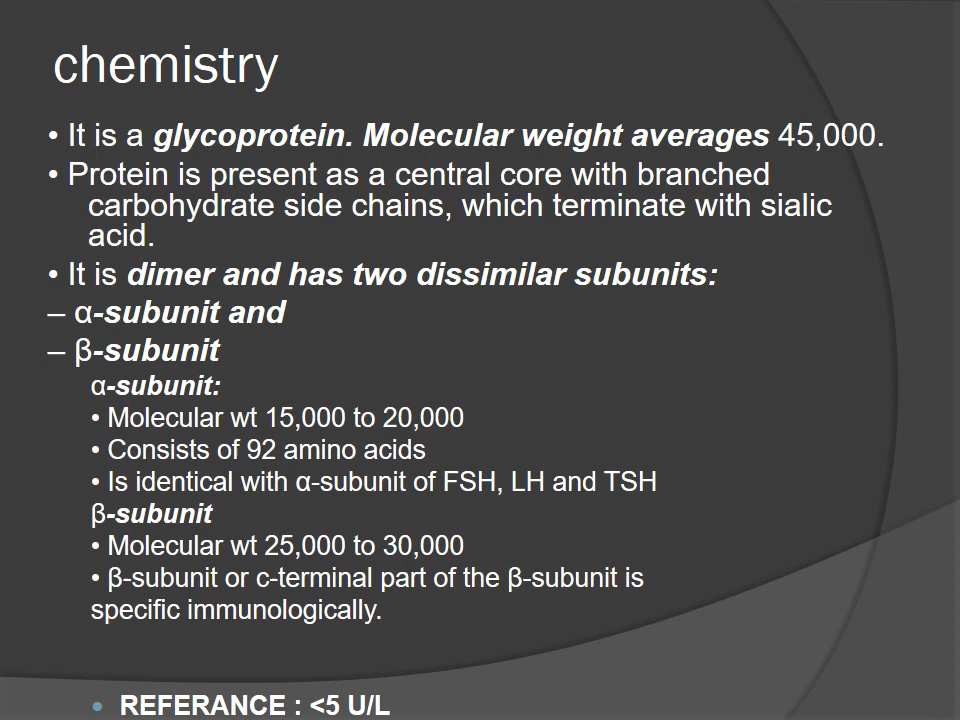 chemistry
• It is a glycoprotein. Molecular weight averages 45,000.
• Protein is present as a central core with branched
carbohydrate side chains, which terminate with sialic
acid.
• It is dimer and has two dissimilar subunits:
– α-subunit and
– β-subunit
α-subunit:
• Molecular wt 15,000 to 20,000
• Consists of 92 amino acids
• Is identical with α-subunit of FSH, LH and TSH
β-subunit
• Molecular wt 25,000 to 30,000
• β-subunit or c-terminal part of the β-subunit is
specific immunologically.
• REFERANCE : <5 U/L